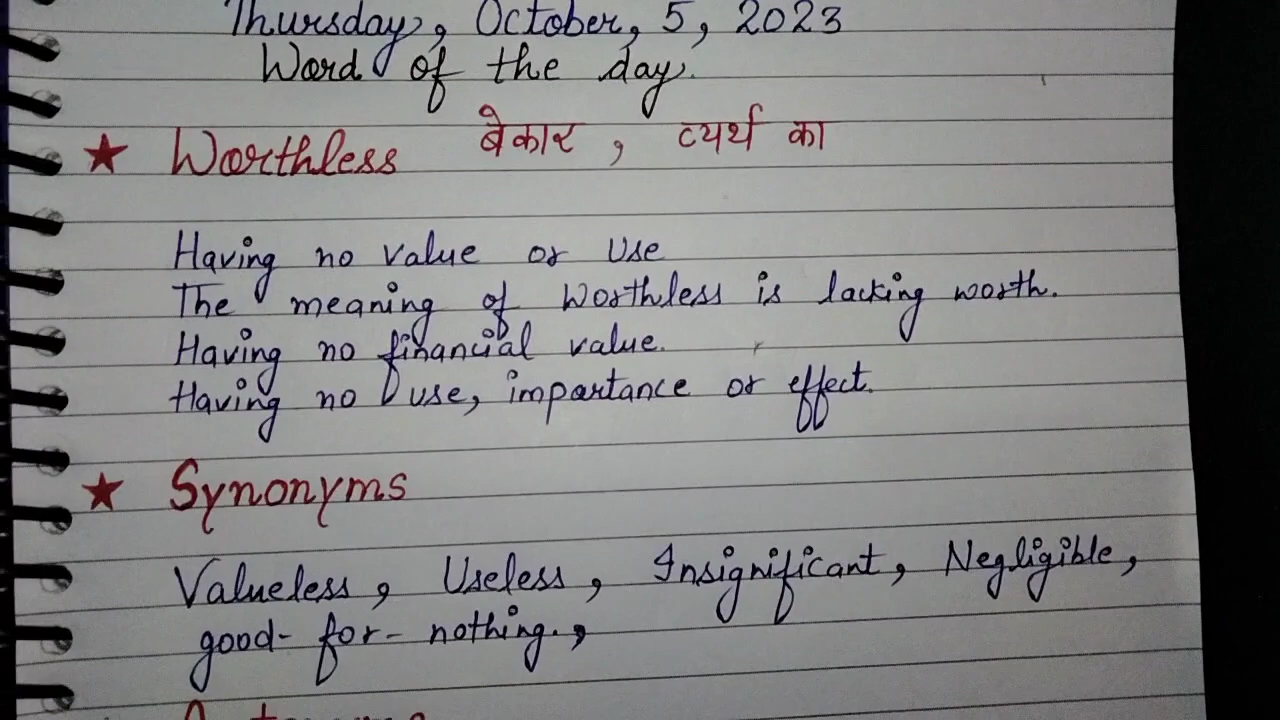 Thursday, October, 5, 2023
Word of the day.
★ Worthless बेकार, व्यर्थ का
Having no value or Use
The meaning of Worthless is lacking worth.
Having no financial value.
Having no use, importance or effect.
★ Synonyms
Valueless, Useless, Insignificant, Negligible,
good-for-nothing.,